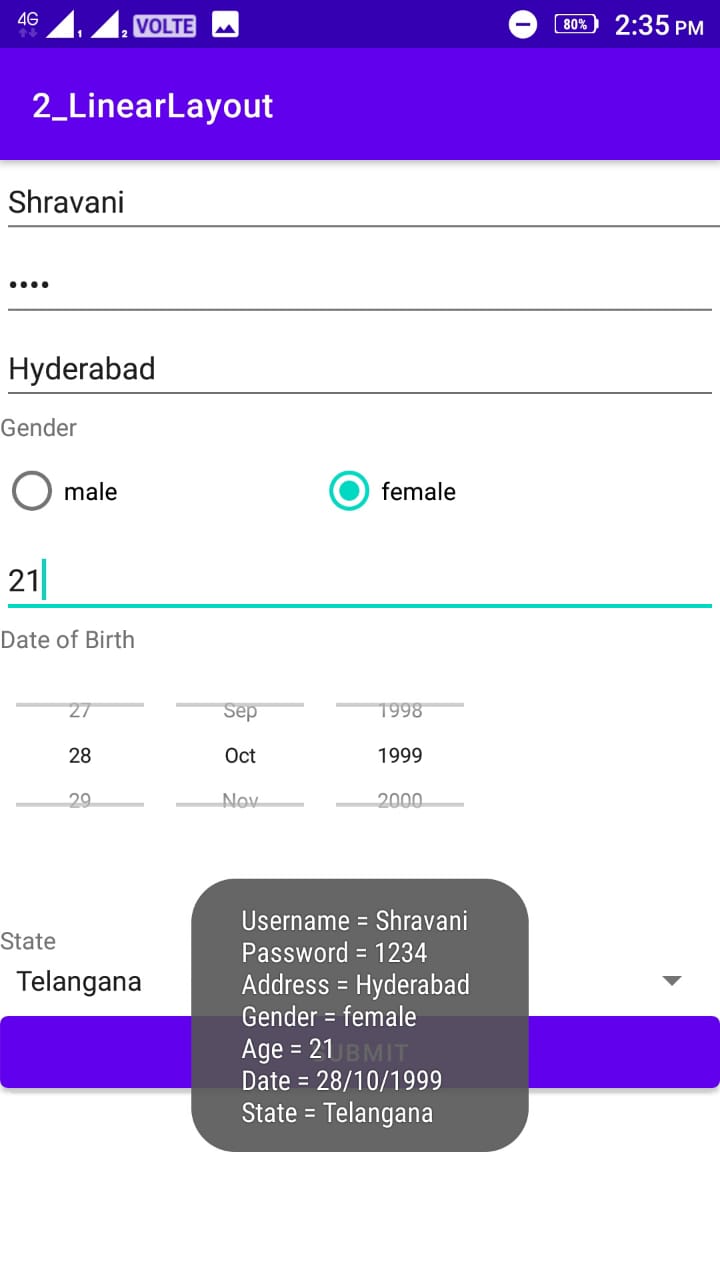 4G 1 2 VOLTE 80% 2:35 PM
2_LinearLayout
Shravani
••••
Hyderabad
Gender
male female
21
Date of Birth
27 Sep 1998
28 Oct 1999
29 Nov 2000
State
Telangana
SUBMIT
Username = Shravani
Password = 1234
Address = Hyderabad
Gender = female
Age = 21
Date = 28/10/1999
State = Telangana